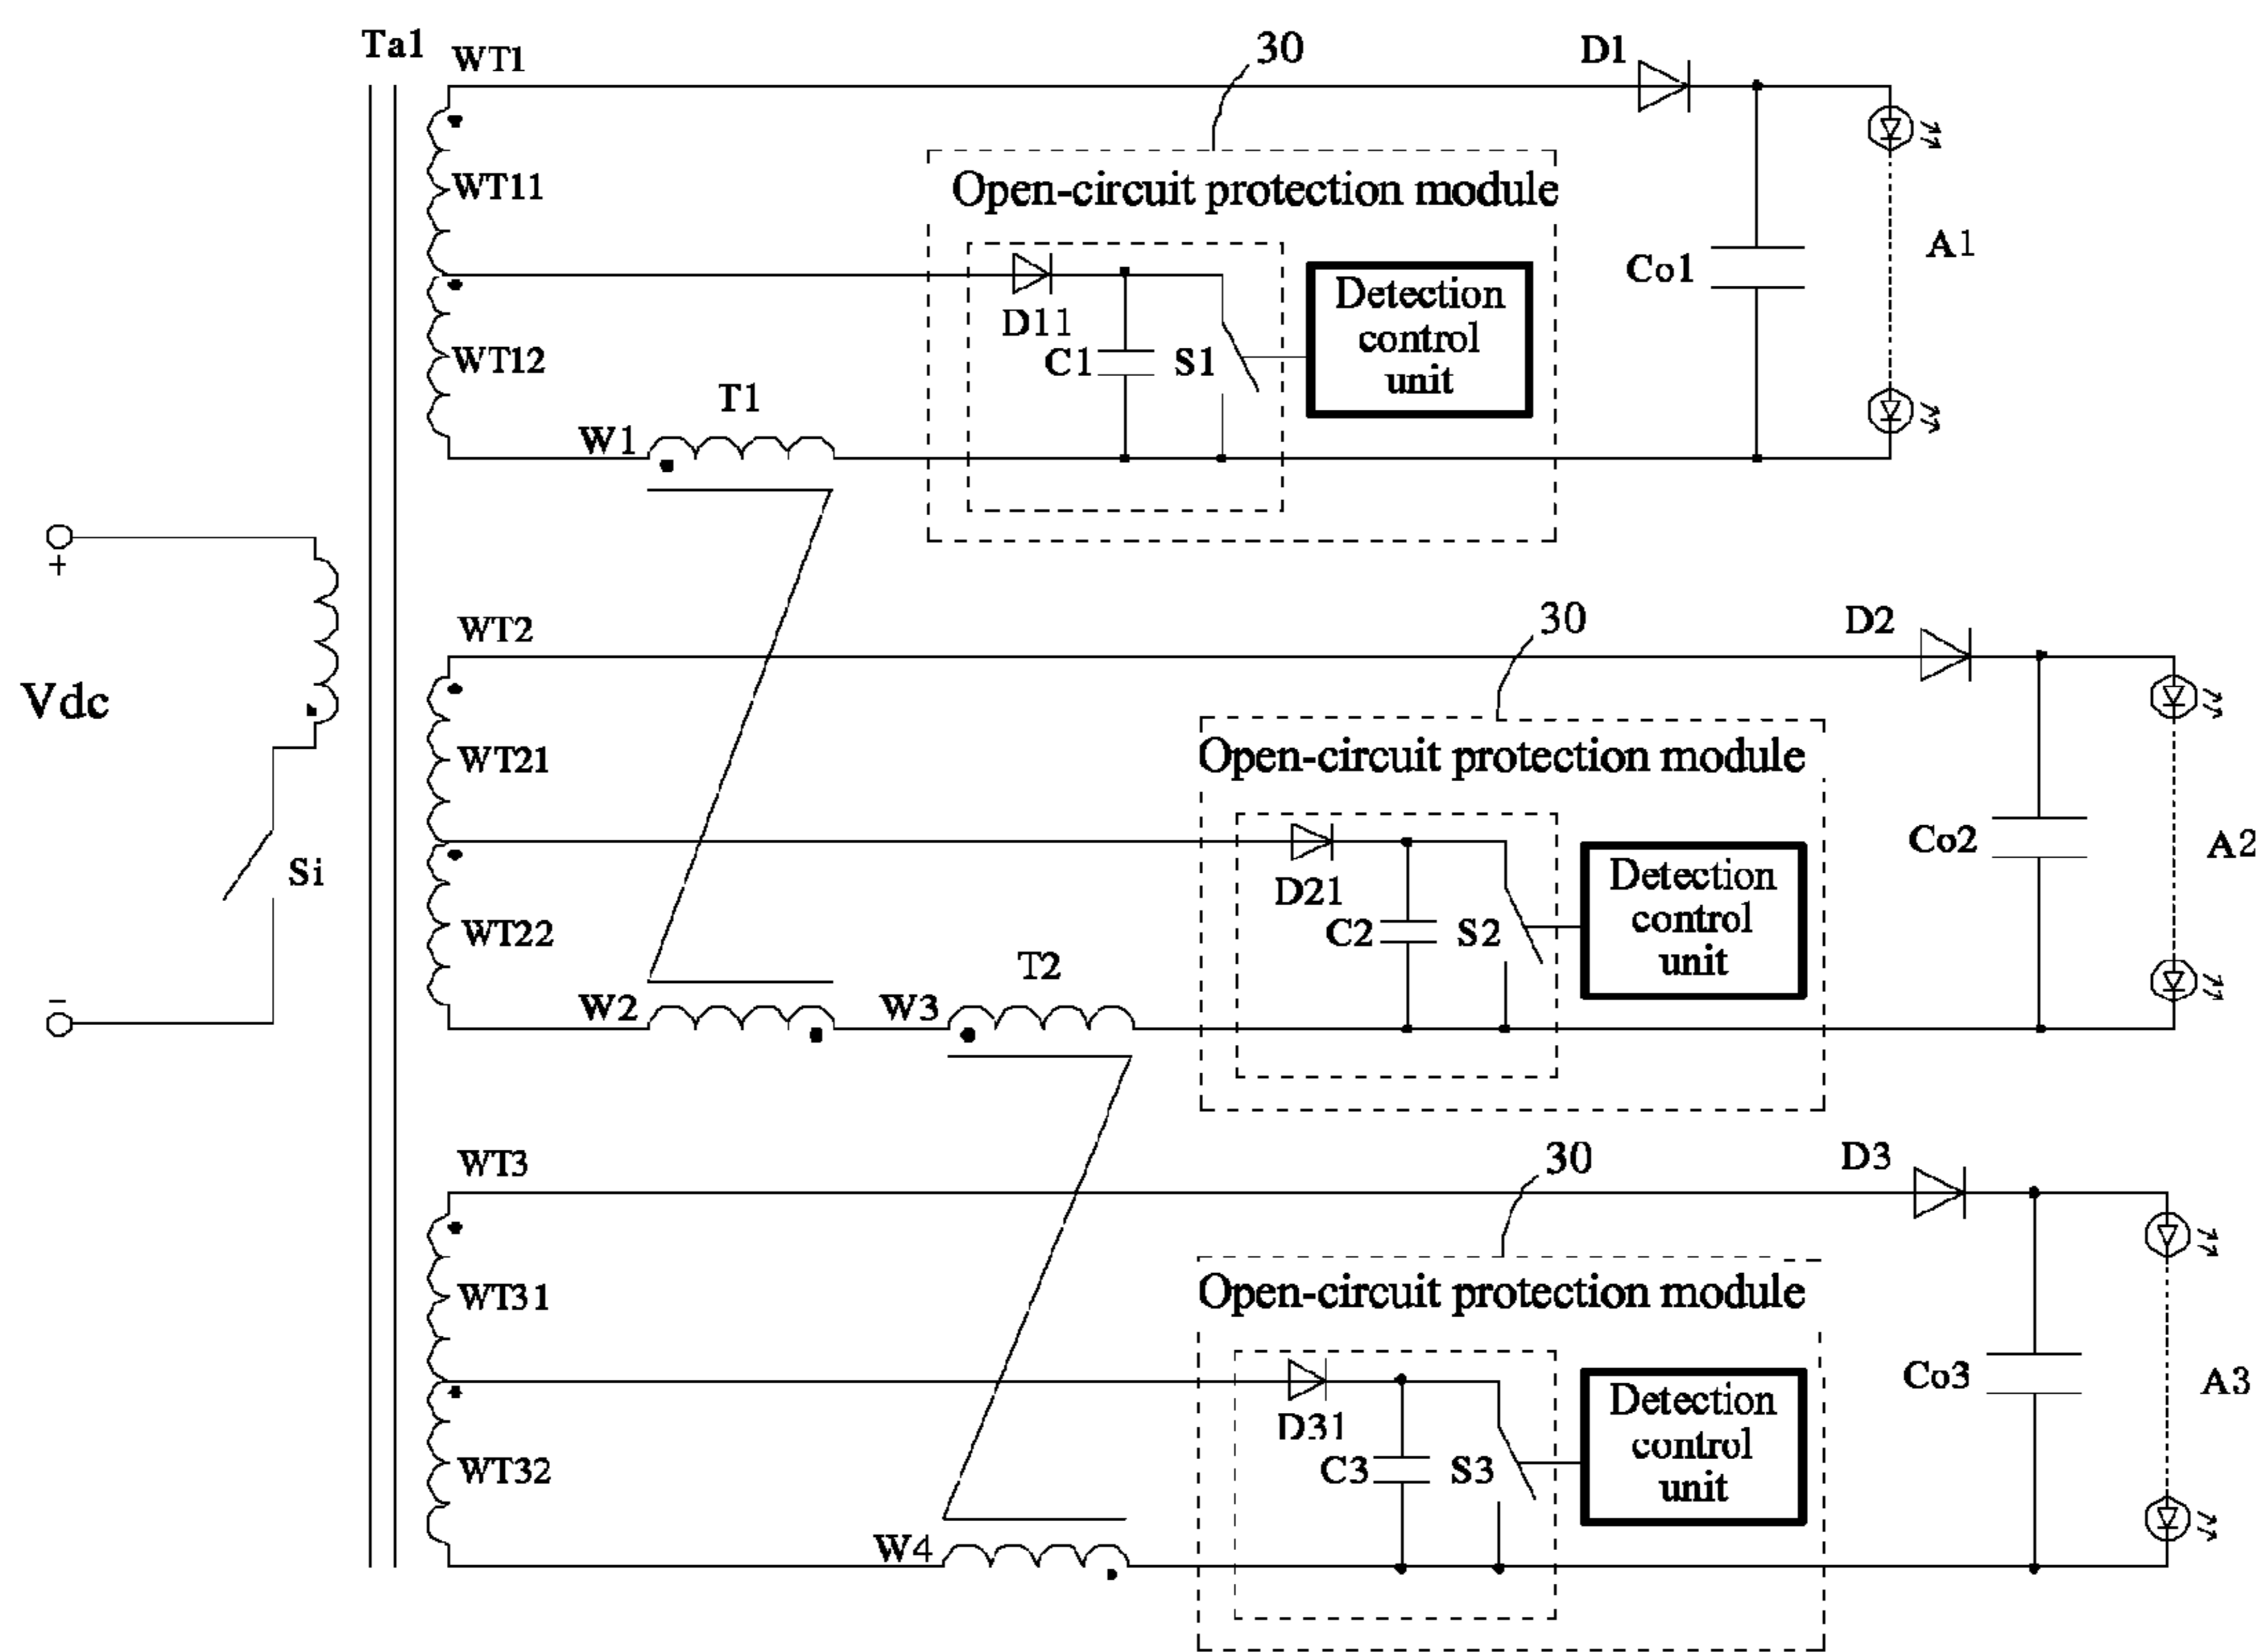 Ta1
WT1
30
D1
WT11
Open-circuit protection module
A1
Co1
Detection
control
unit
D11
C1
S1
WT12
T1
W1
+
Vdc
Si
−
WT2
30
D2
WT21
Open-circuit protection module
Co2
A2
Detection
control
unit
D21
C2
S2
WT22
T2
W2
W3
WT3
30
D3
WT31
Open-circuit protection module
Co3
A3
Detection
control
unit
D31
C3
S3
WT32
W4